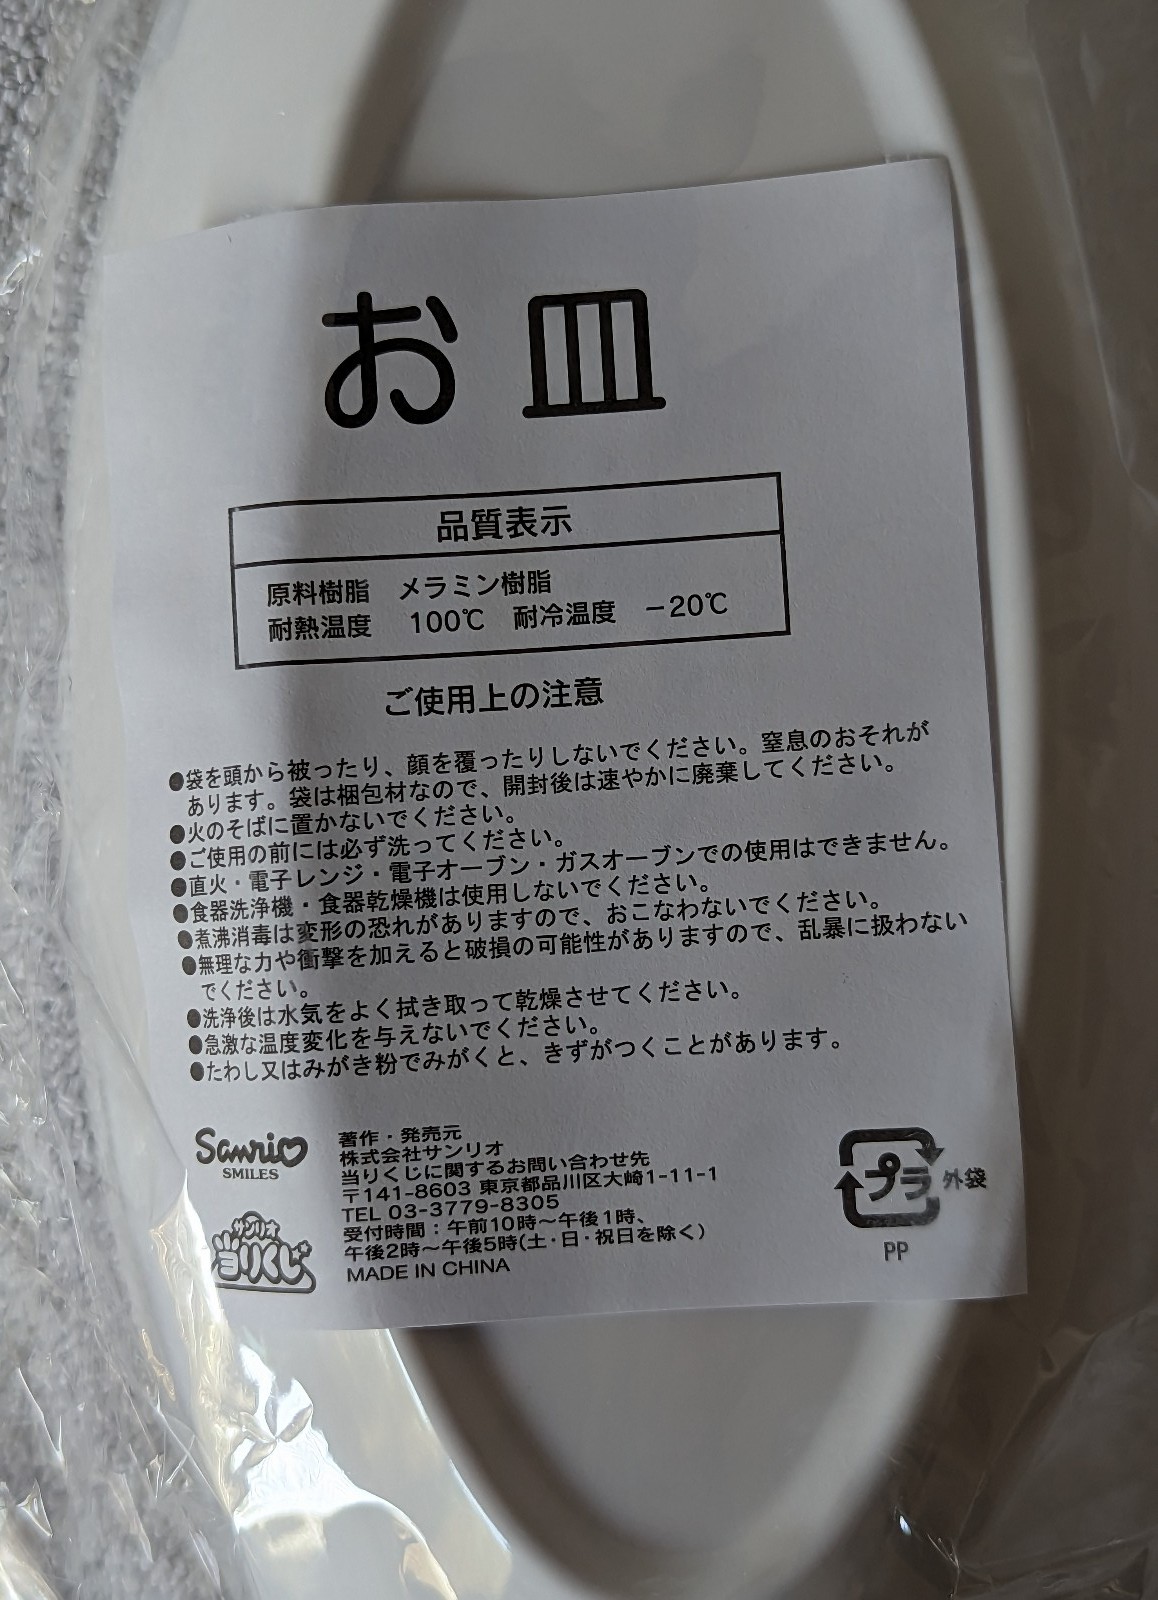 お皿
品質表示
原料樹脂 メラミン樹脂
耐熱温度 100℃ 耐冷温度 －20℃
ご使用上の注意
●袋を頭から被ったり、顔を覆ったりしないでください。窒息のおそれが
あります。袋は梱包材なので、開封後は速やかに廃棄してください。
●火のそばに置かないでください。
●ご使用の前には必ず洗ってください。
●直火・電子レンジ・電子オーブン・ガスオーブンでの使用はできません。
●食器洗浄機・食器乾燥機は使用しないでください。
●煮沸消毒は変形の恐れがありますので、おこなわないでください。
●無理な力や衝撃を加えると破損の可能性がありますので、乱暴に扱わない
でください。
●洗浄後は水気をよく拭き取って乾燥させてください。
●急激な温度変化を与えないでください。
●たわし又はみがき粉でみがくと、きずがつくことがあります。
Sanrio
SMILES
サンリオ
当りくじ
著作・発売元
株式会社サンリオ
当りくじに関するお問い合わせ先
〒141-8603 東京都品川区大崎1-11-1
TEL 03-3779-8305
受付時間：午前10時～午後1時、
午後2時～午後5時(土・日・祝日を除く)
MADE IN CHINA
プラ 外袋
PP